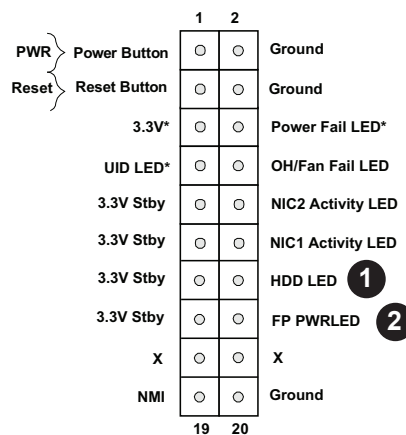 1 2
PWR Power Button Ground
Reset Reset Button Ground
3.3V* Power Fail LED*
UID LED* OH/Fan Fail LED
3.3V Stby NIC2 Activity LED
3.3V Stby NIC1 Activity LED
3.3V Stby HDD LED 1
3.3V Stby FP PWRLED 2
X X
NMI Ground
19 20